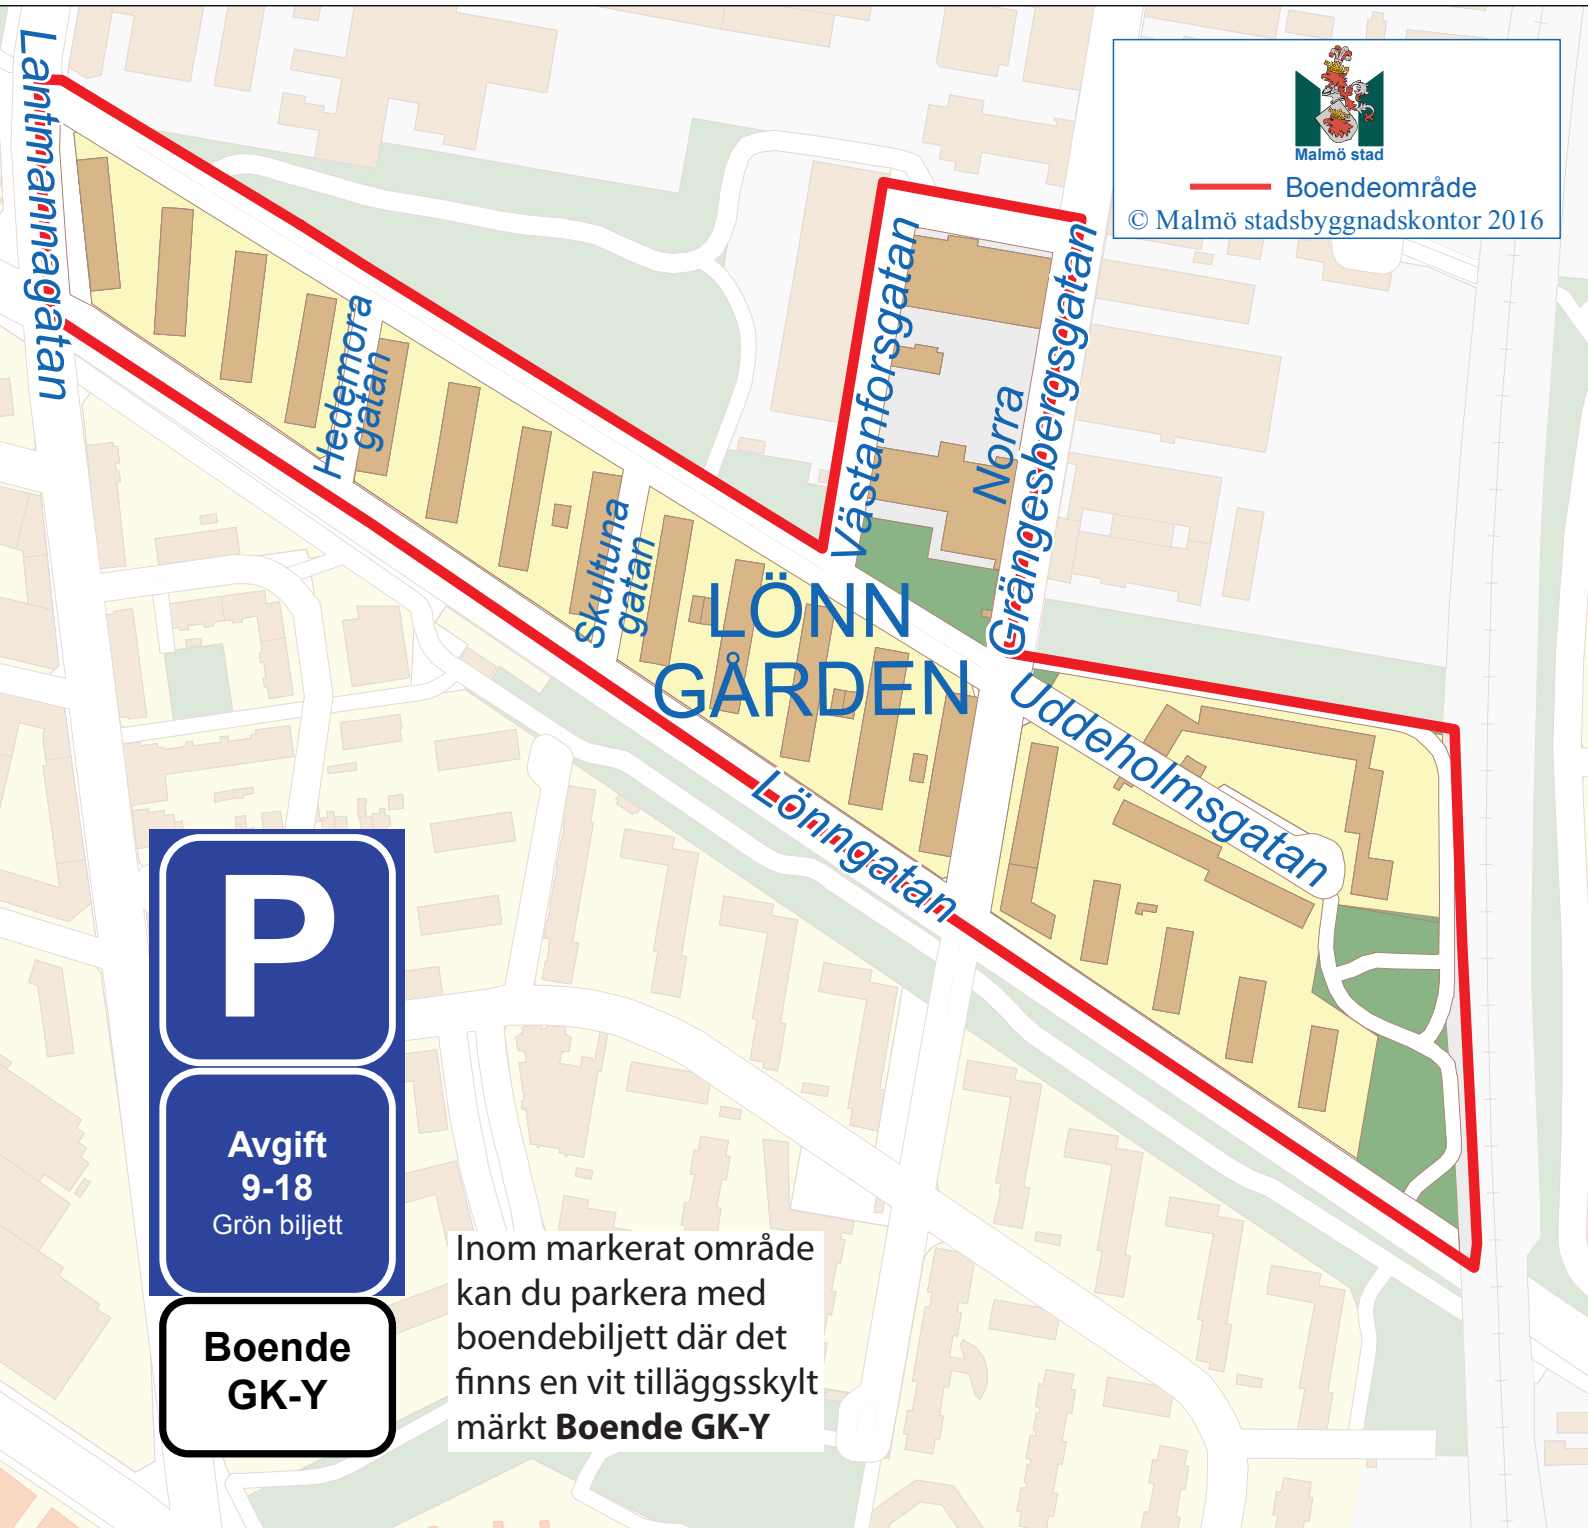 Lantmannagatan
Malmö stad
Boendeområde
© Malmö stadsbyggnadskontor 2016
Västanforsgatan
Norra
Grängesbergsgatan
Hedemora
gatan
Skultuna
gatan
LÖNN
GÅRDEN
Uddeholmsgatan
Lönngatan
P
Avgift
9-18
Grön biljett
Boende
GK-Y
Inom markerat område
kan du parkera med
boendebiljett där det
finns en vit tilläggsskylt
märkt Boende GK-Y